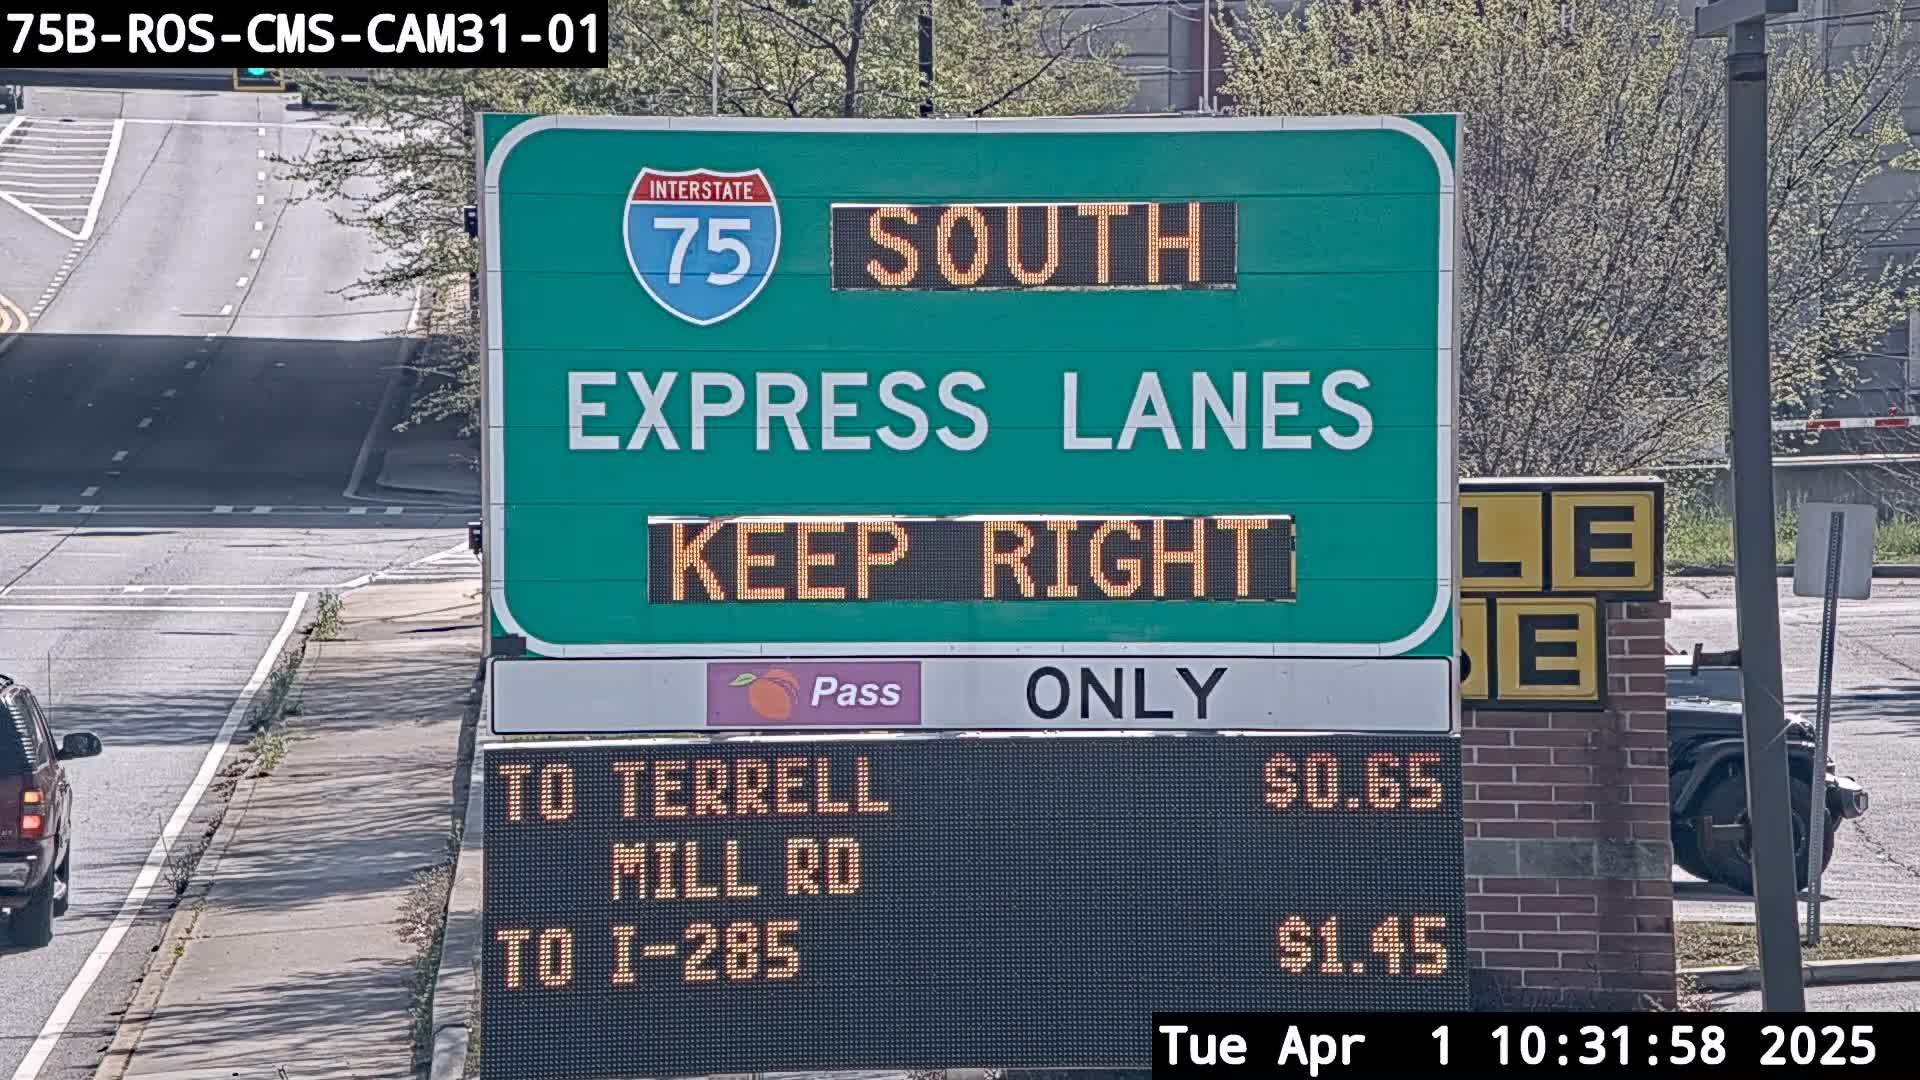 75B-ROS-CMS-CAM31-01
INTERSTATE
75
SOUTH
EXPRESS LANES
KEEP RIGHT
LE
E
Pass ONLY
TO TERRELL $0.65
MILL RD
TO I-285 $1.45
Tue Apr 1 10:31:58 2025